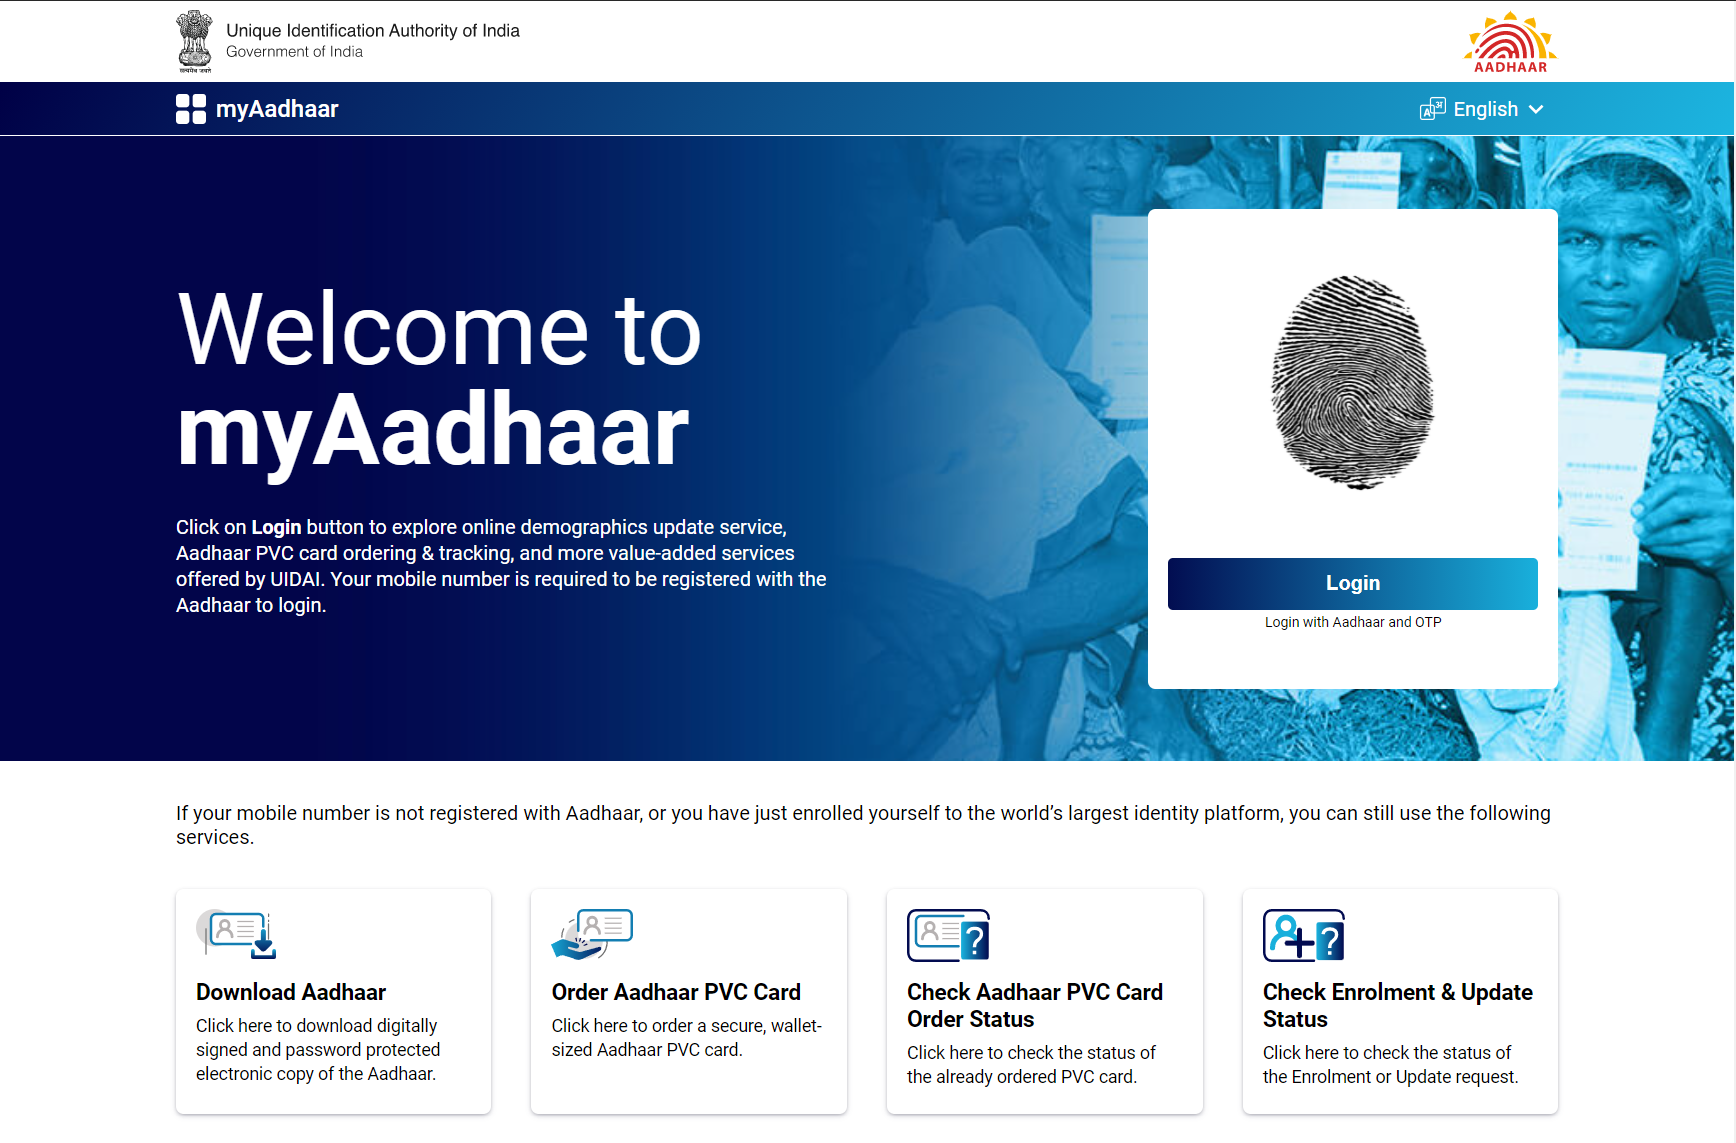 सत्यमेव जयते
Unique Identification Authority of India
Government of India
AADHAAR
myAadhaar
English
Welcome to
myAadhaar
Click on Login button to explore online demographics update service,
Aadhaar PVC card ordering & tracking, and more value-added services
offered by UIDAI. Your mobile number is required to be registered with the
Aadhaar to login.
Login
Login with Aadhaar and OTP
If your mobile number is not registered with Aadhaar, or you have just enrolled yourself to the world’s largest identity platform, you can still use the following
services.
Download Aadhaar
Click here to download digitally
signed and password protected
electronic copy of the Aadhaar.
Order Aadhaar PVC Card
Click here to order a secure, wallet-
sized Aadhaar PVC card.
Check Aadhaar PVC Card
Order Status
Click here to check the status of
the already ordered PVC card.
Check Enrolment & Update
Status
Click here to check the status of
the Enrolment or Update request.